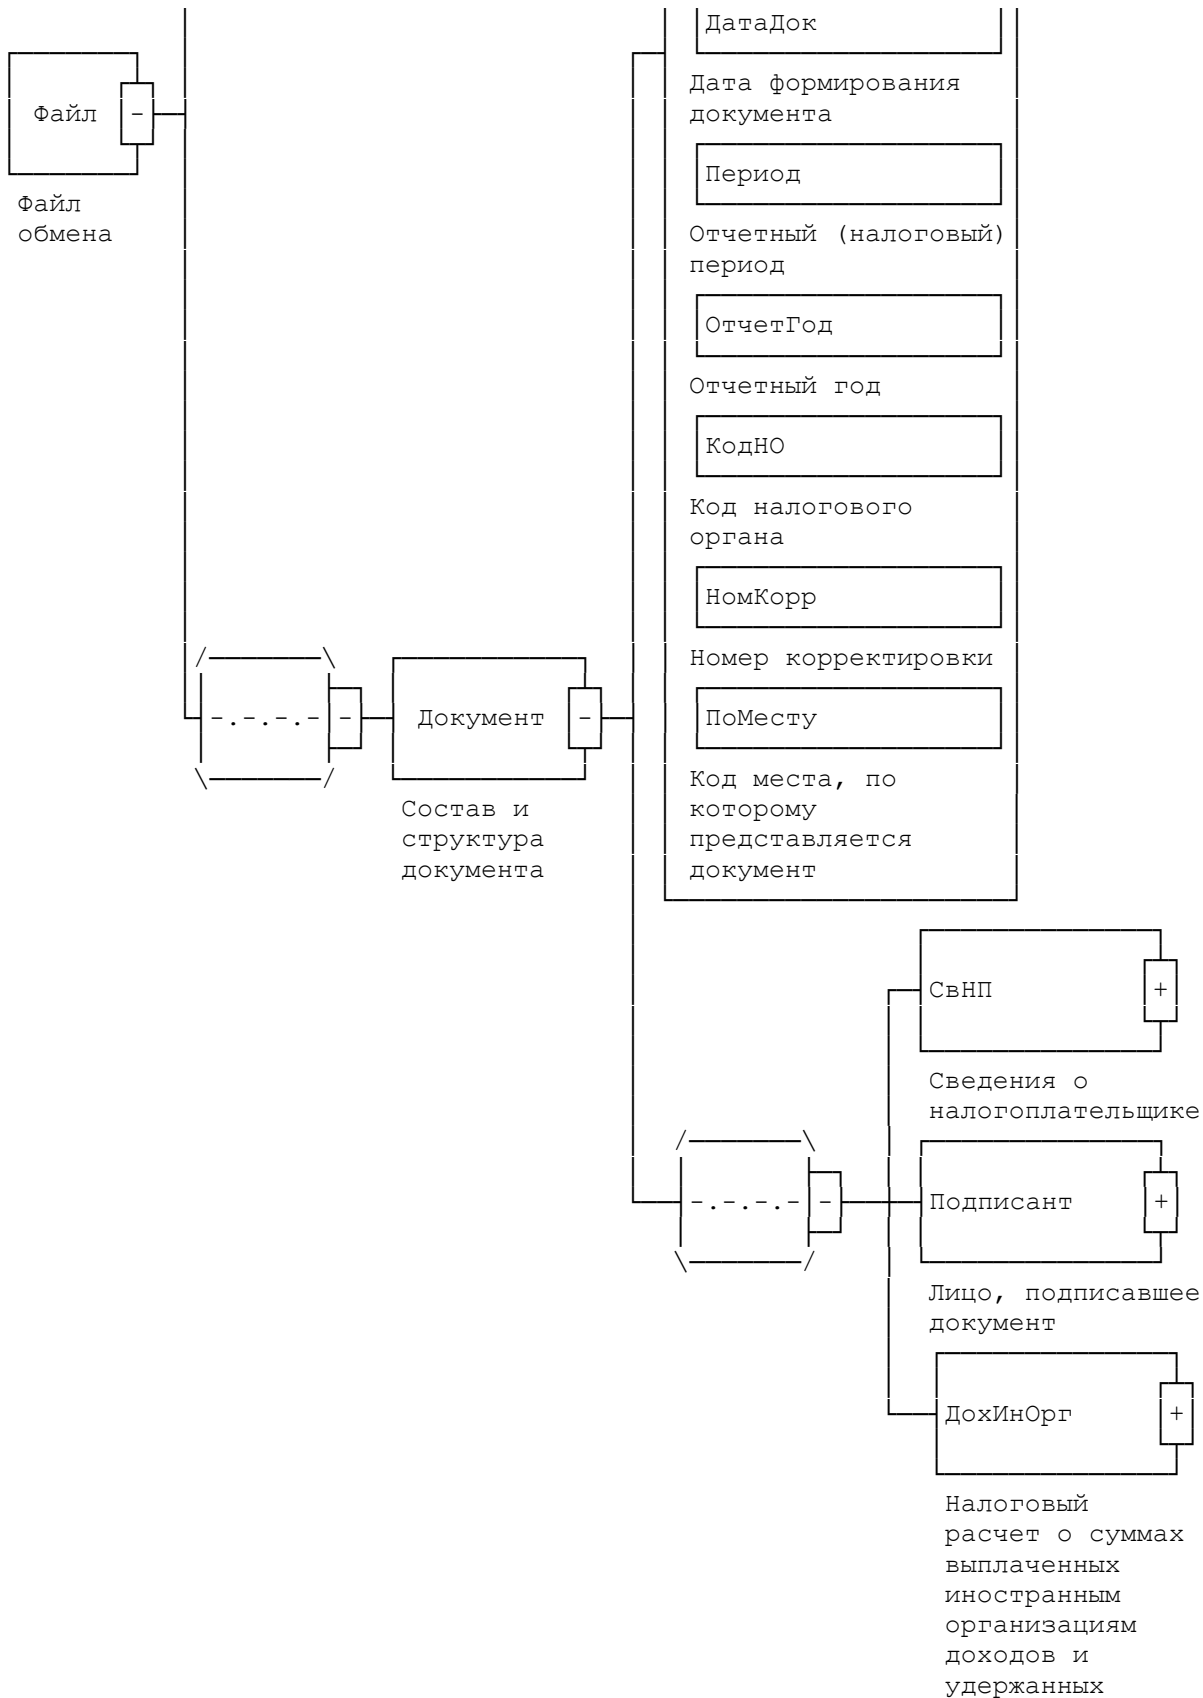 ДатаДок
Дата формирования
документа
Файл -
Файл
обмена
Период
Отчетный (налоговый)
период
ОтчетГод
Отчетный год
КодНО
Код налогового
органа
НомКорр
Номер корректировки
-.-.-.- -
Документ -
Состав и
структура
документа
ПоМесту
Код места, по
которому
представляется
документ
СвНП +
Сведения о
налогоплательщике
-.-.-.- -
Подписант +
Лицо, подписавшее
документ
ДохИнОрг +
Налоговый
расчет о суммах
выплаченных
иностранным
организациям
доходов и
удержанных